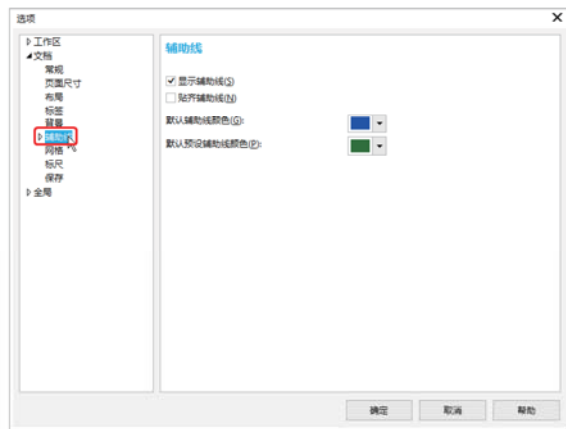 选项
工作区
文档
常规
页面尺寸
布局
标签
背景
辅助线
网格
标尺
保存
全局
辅助线
显示辅助线(S)
贴齐辅助线(N)
默认辅助线颜色(G):
默认预设辅助线颜色(P):
确定
取消
帮助